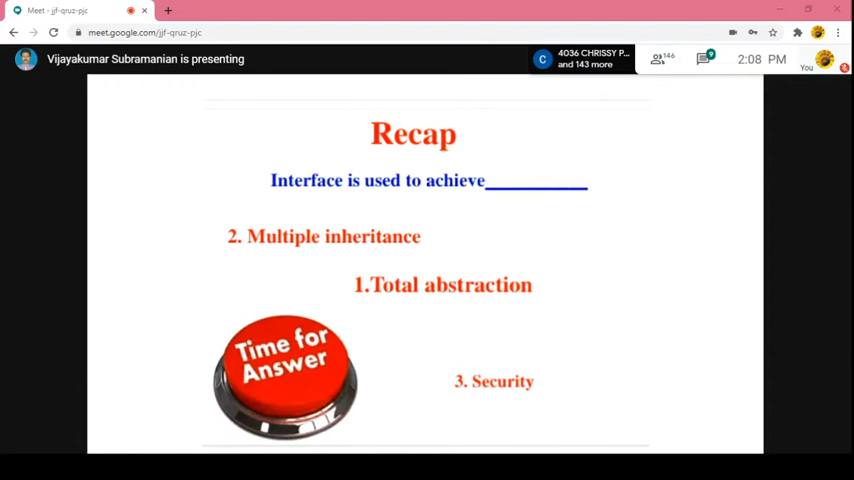 Meet - jjf-qruz-pjc
meet.google.com/jjf-qruz-pjc
Vijayakumar Subramanian is presenting
C
4036 CHRISSY P...
and 143 more
146
9
2:08 PM
You
Recap
Interface is used to achieve___________
2. Multiple inheritance
1.Total abstraction
Time for
Answer
3. Security